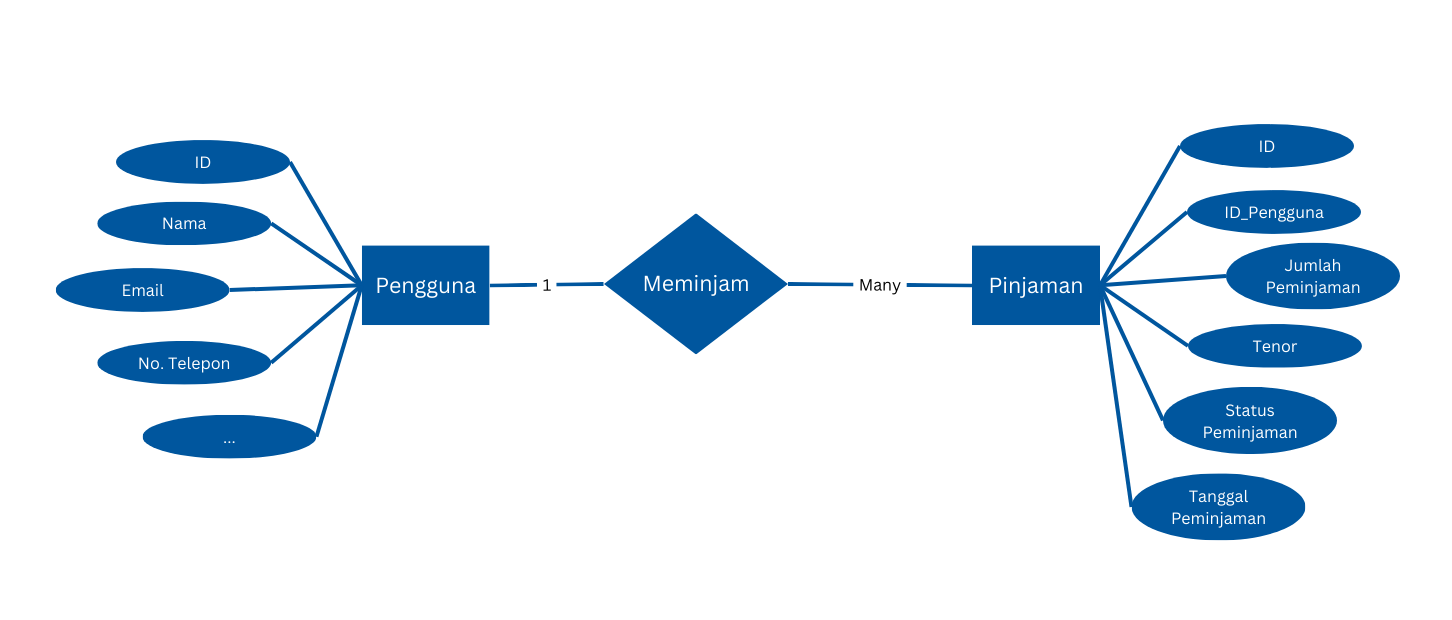 ID
Nama
Email
No. Telepon
...
Pengguna
1
Meminjam
Many
Pinjaman
ID
ID_Pengguna
Jumlah
Peminjaman
Tenor
Status
Peminjaman
Tanggal
Peminjaman